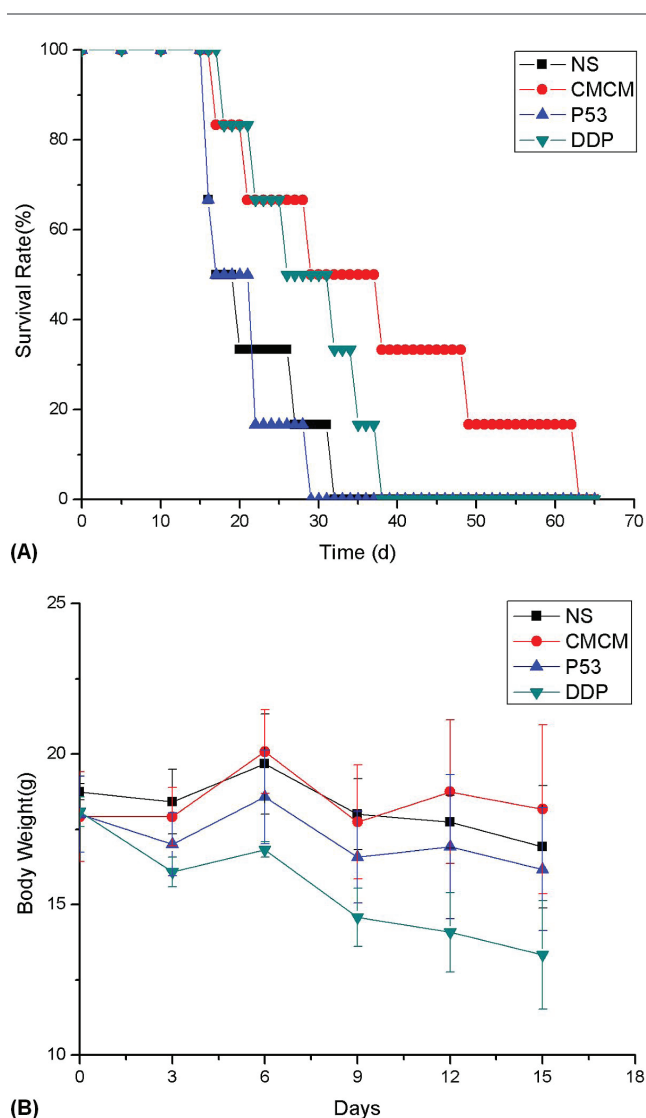 100
80
60
40
20
0
Survival Rate(%)
NS
CMCM
P53
DDP
0 10 20 30 40 50 60 70
(A)
Time (d)
25
20
15
10
Body Weight(g)
NS
CMCM
P53
DDP
0 3 6 9 12 15 18
(B)
Days